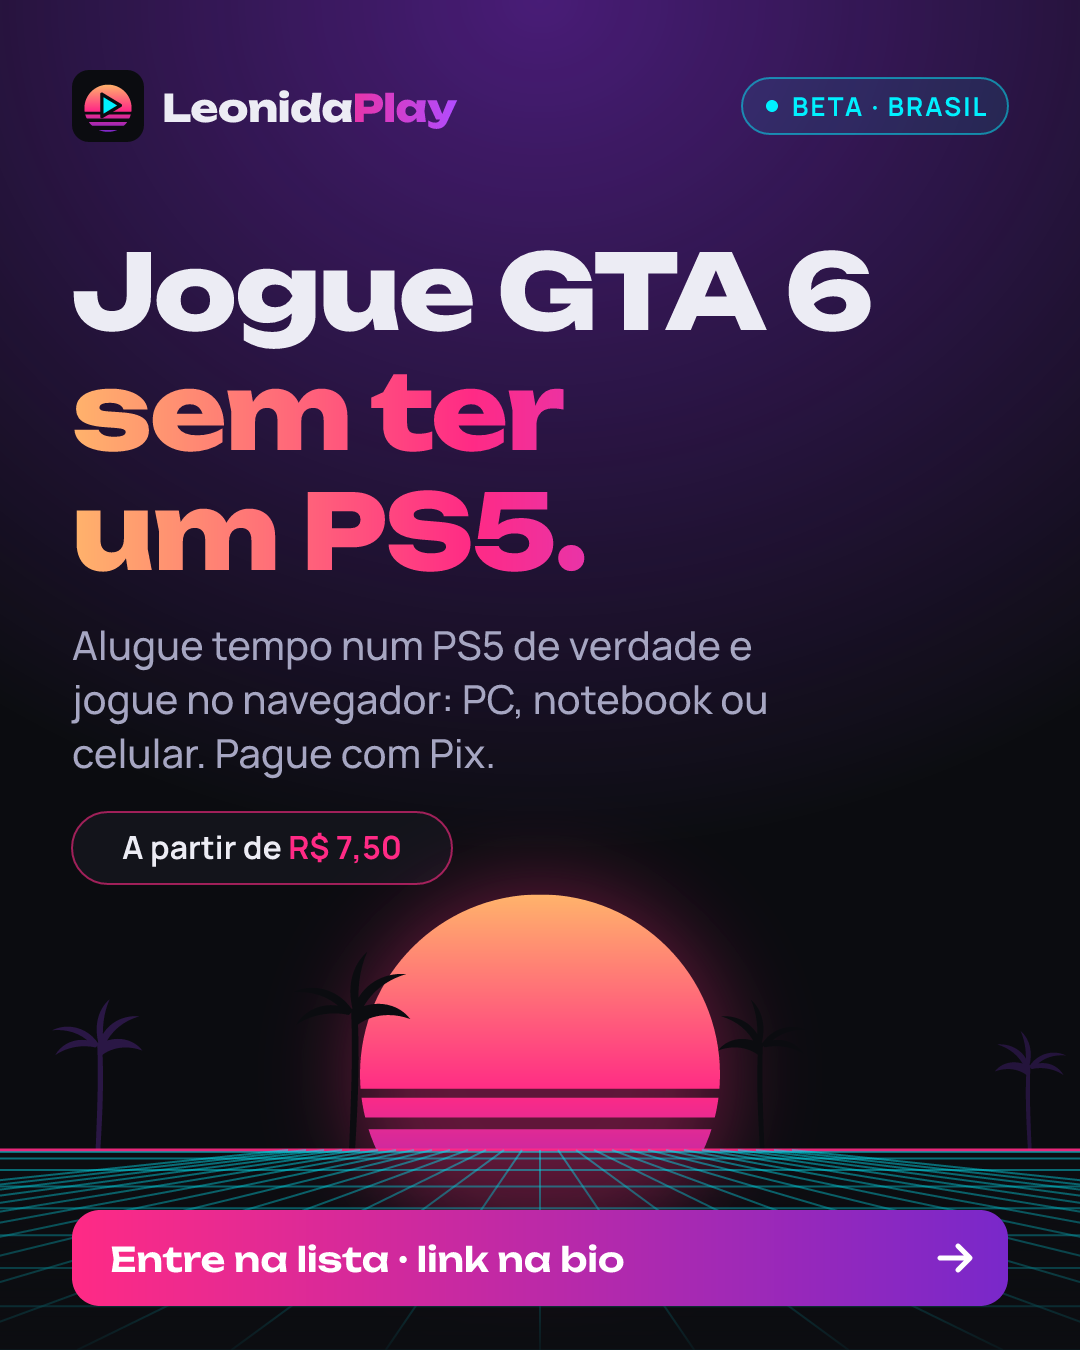 LeonidaPlay
BETA · BRASIL
Jogue GTA 6
sem ter
um PS5.
Alugue tempo num PS5 de verdade e
jogue no navegador: PC, notebook ou
celular. Pague com Pix.
A partir de R$ 7,50
Entre na lista · link na bio